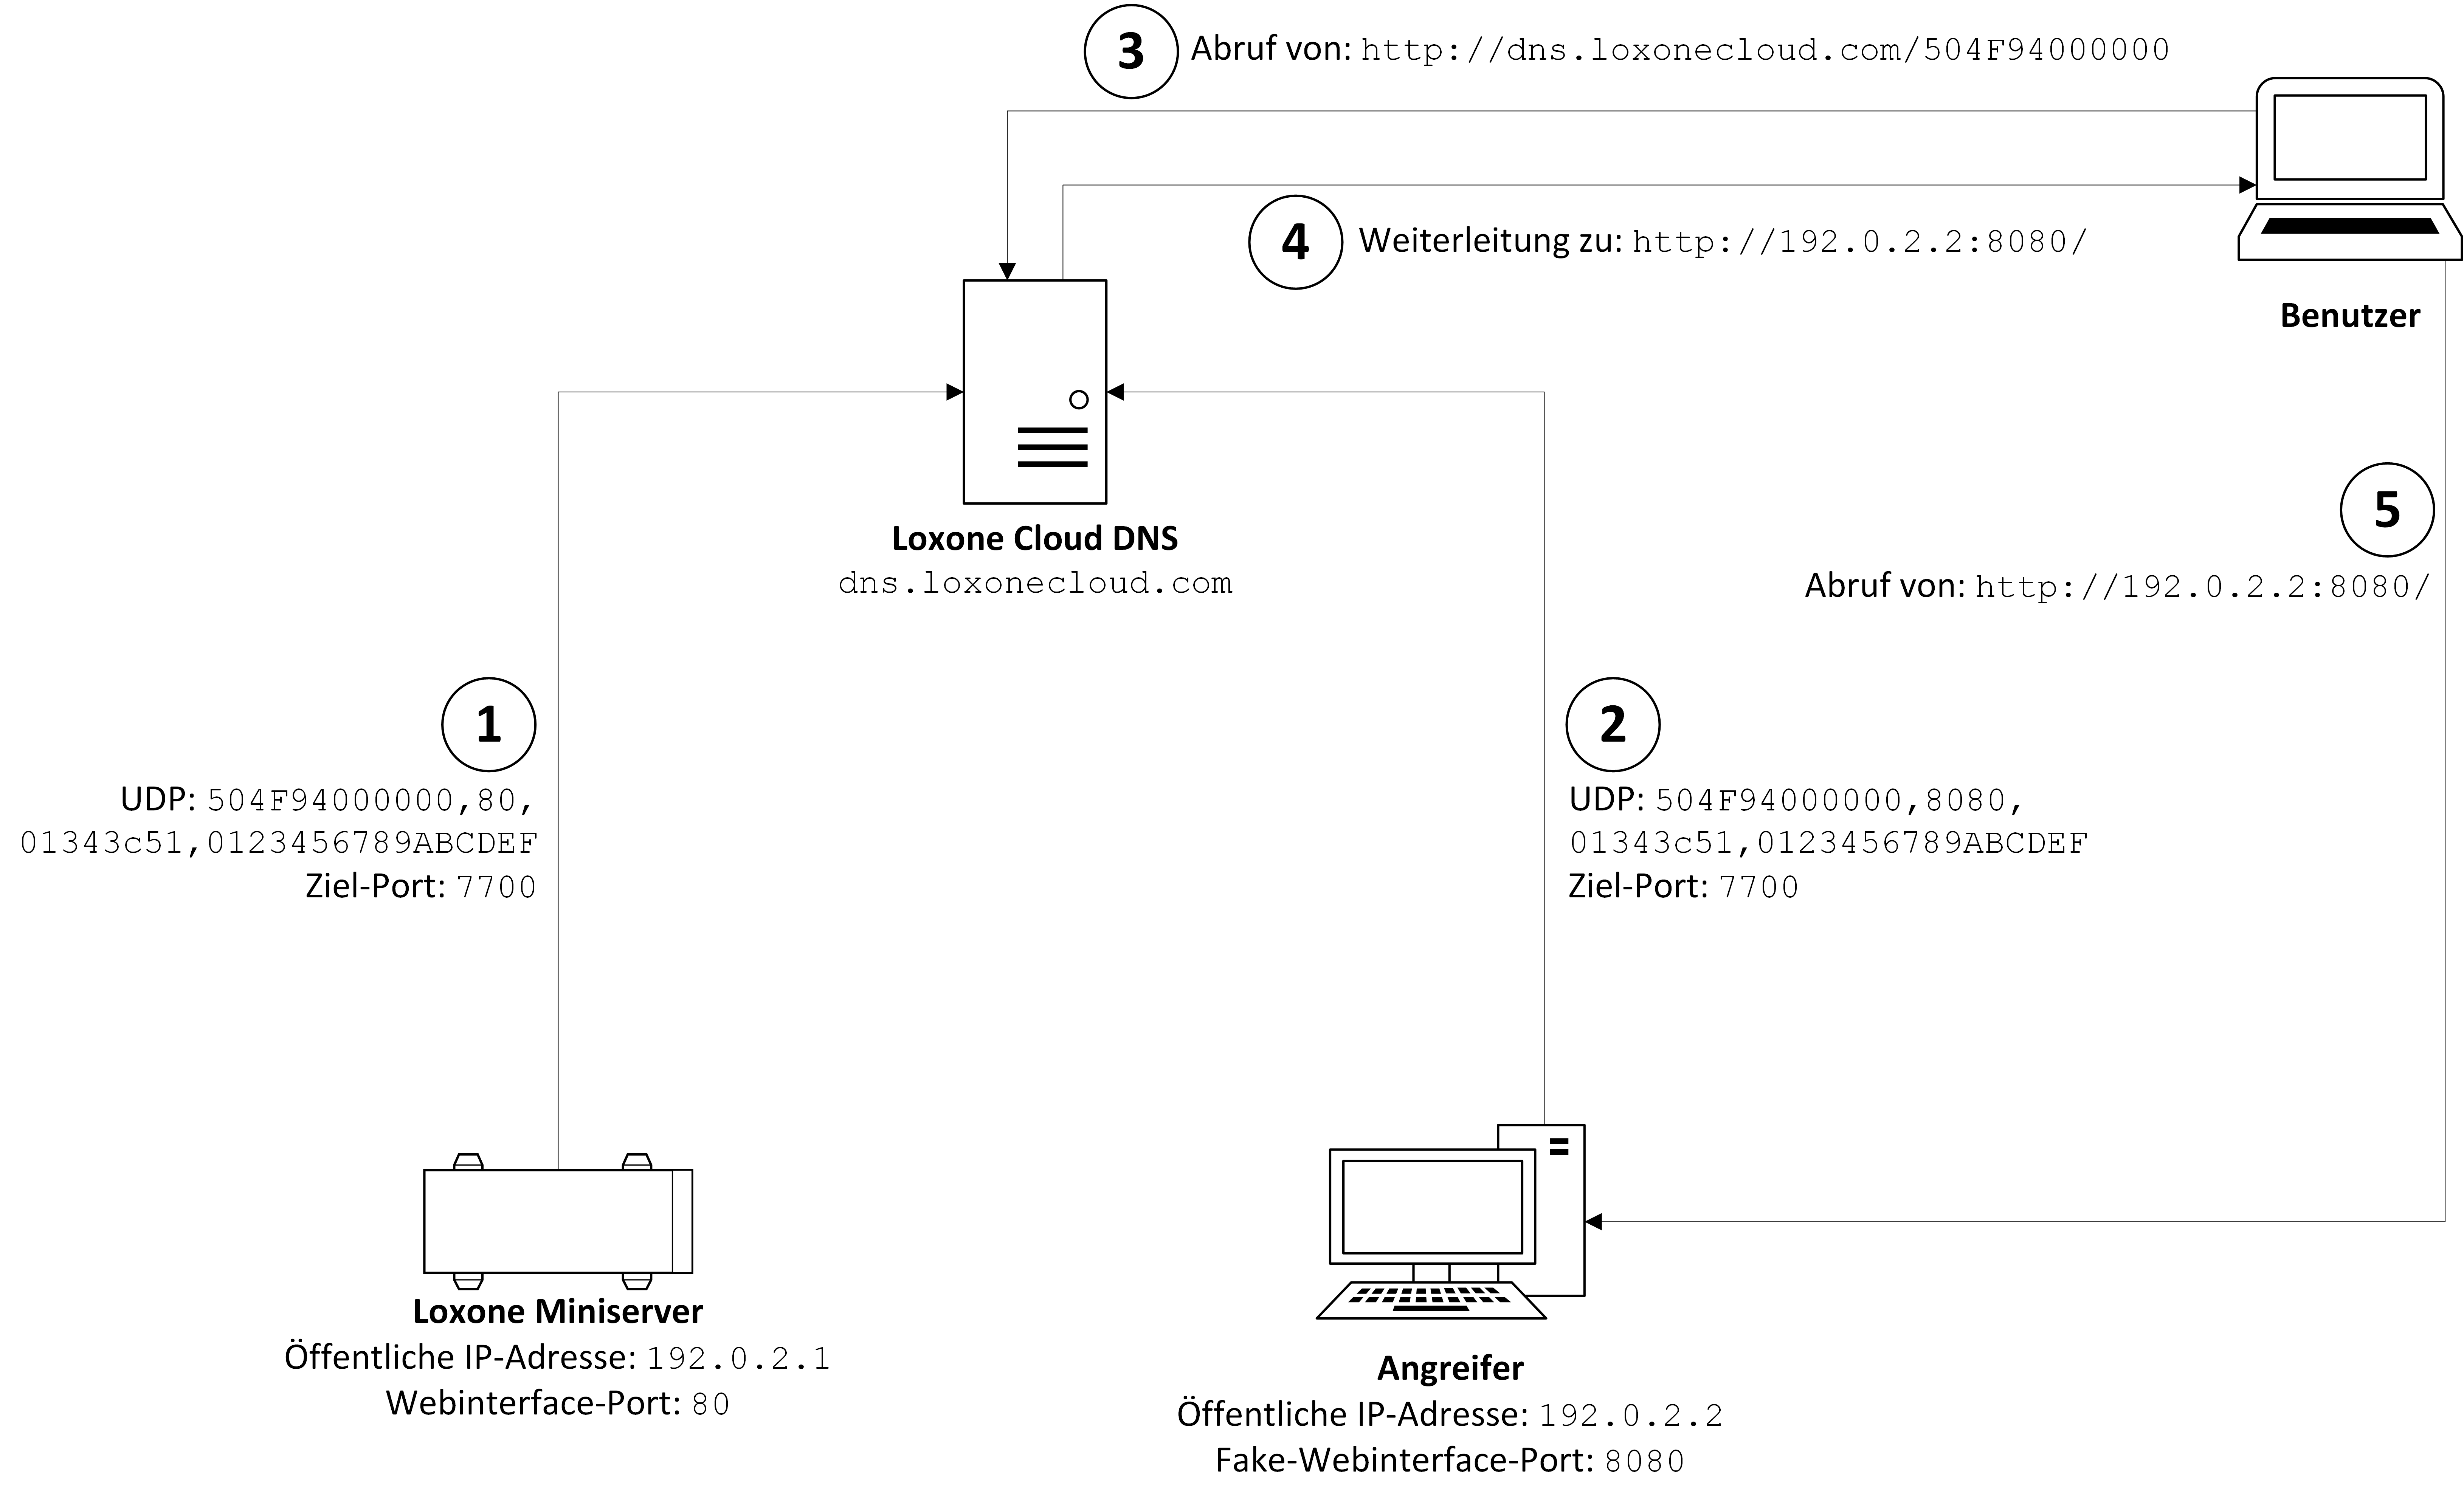 3
Abruf von: http://dns.loxonecloud.com/504F94000000
4
Weiterleitung zu: http://192.0.2.2:8080/
Benutzer
Loxone Cloud DNS
dns.loxonecloud.com
5
Abruf von: http://192.0.2.2:8080/
1
UDP: 504F94000000,80,
01343c51,0123456789ABCDEF
Ziel-Port: 7700
2
UDP: 504F94000000,8080,
01343c51,0123456789ABCDEF
Ziel-Port: 7700
Loxone Miniserver
Öffentliche IP-Adresse: 192.0.2.1
Webinterface-Port: 80
Angreifer
Öffentliche IP-Adresse: 192.0.2.2
Fake-Webinterface-Port: 8080